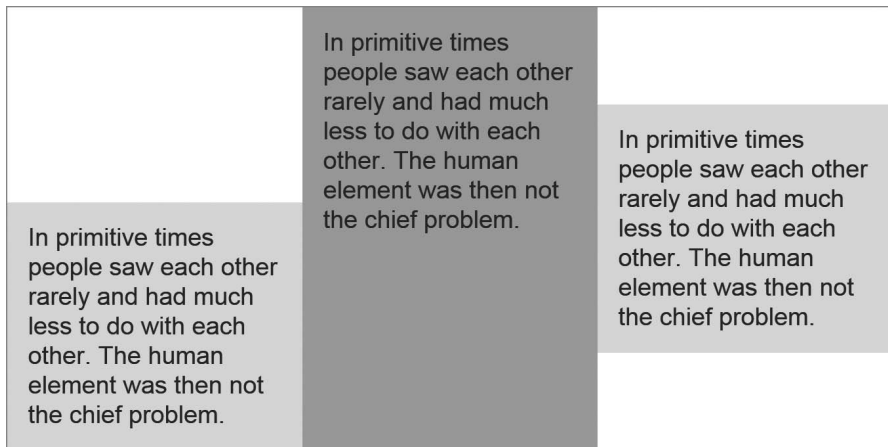 In primitive times
people saw each other
rarely and had much
less to do with each
other. The human
element was then not
the chief problem.
In primitive times
people saw each other
rarely and had much
less to do with each
other. The human
element was then not
the chief problem.
In primitive times
people saw each other
rarely and had much
less to do with each
other. The human
element was then not
the chief problem.